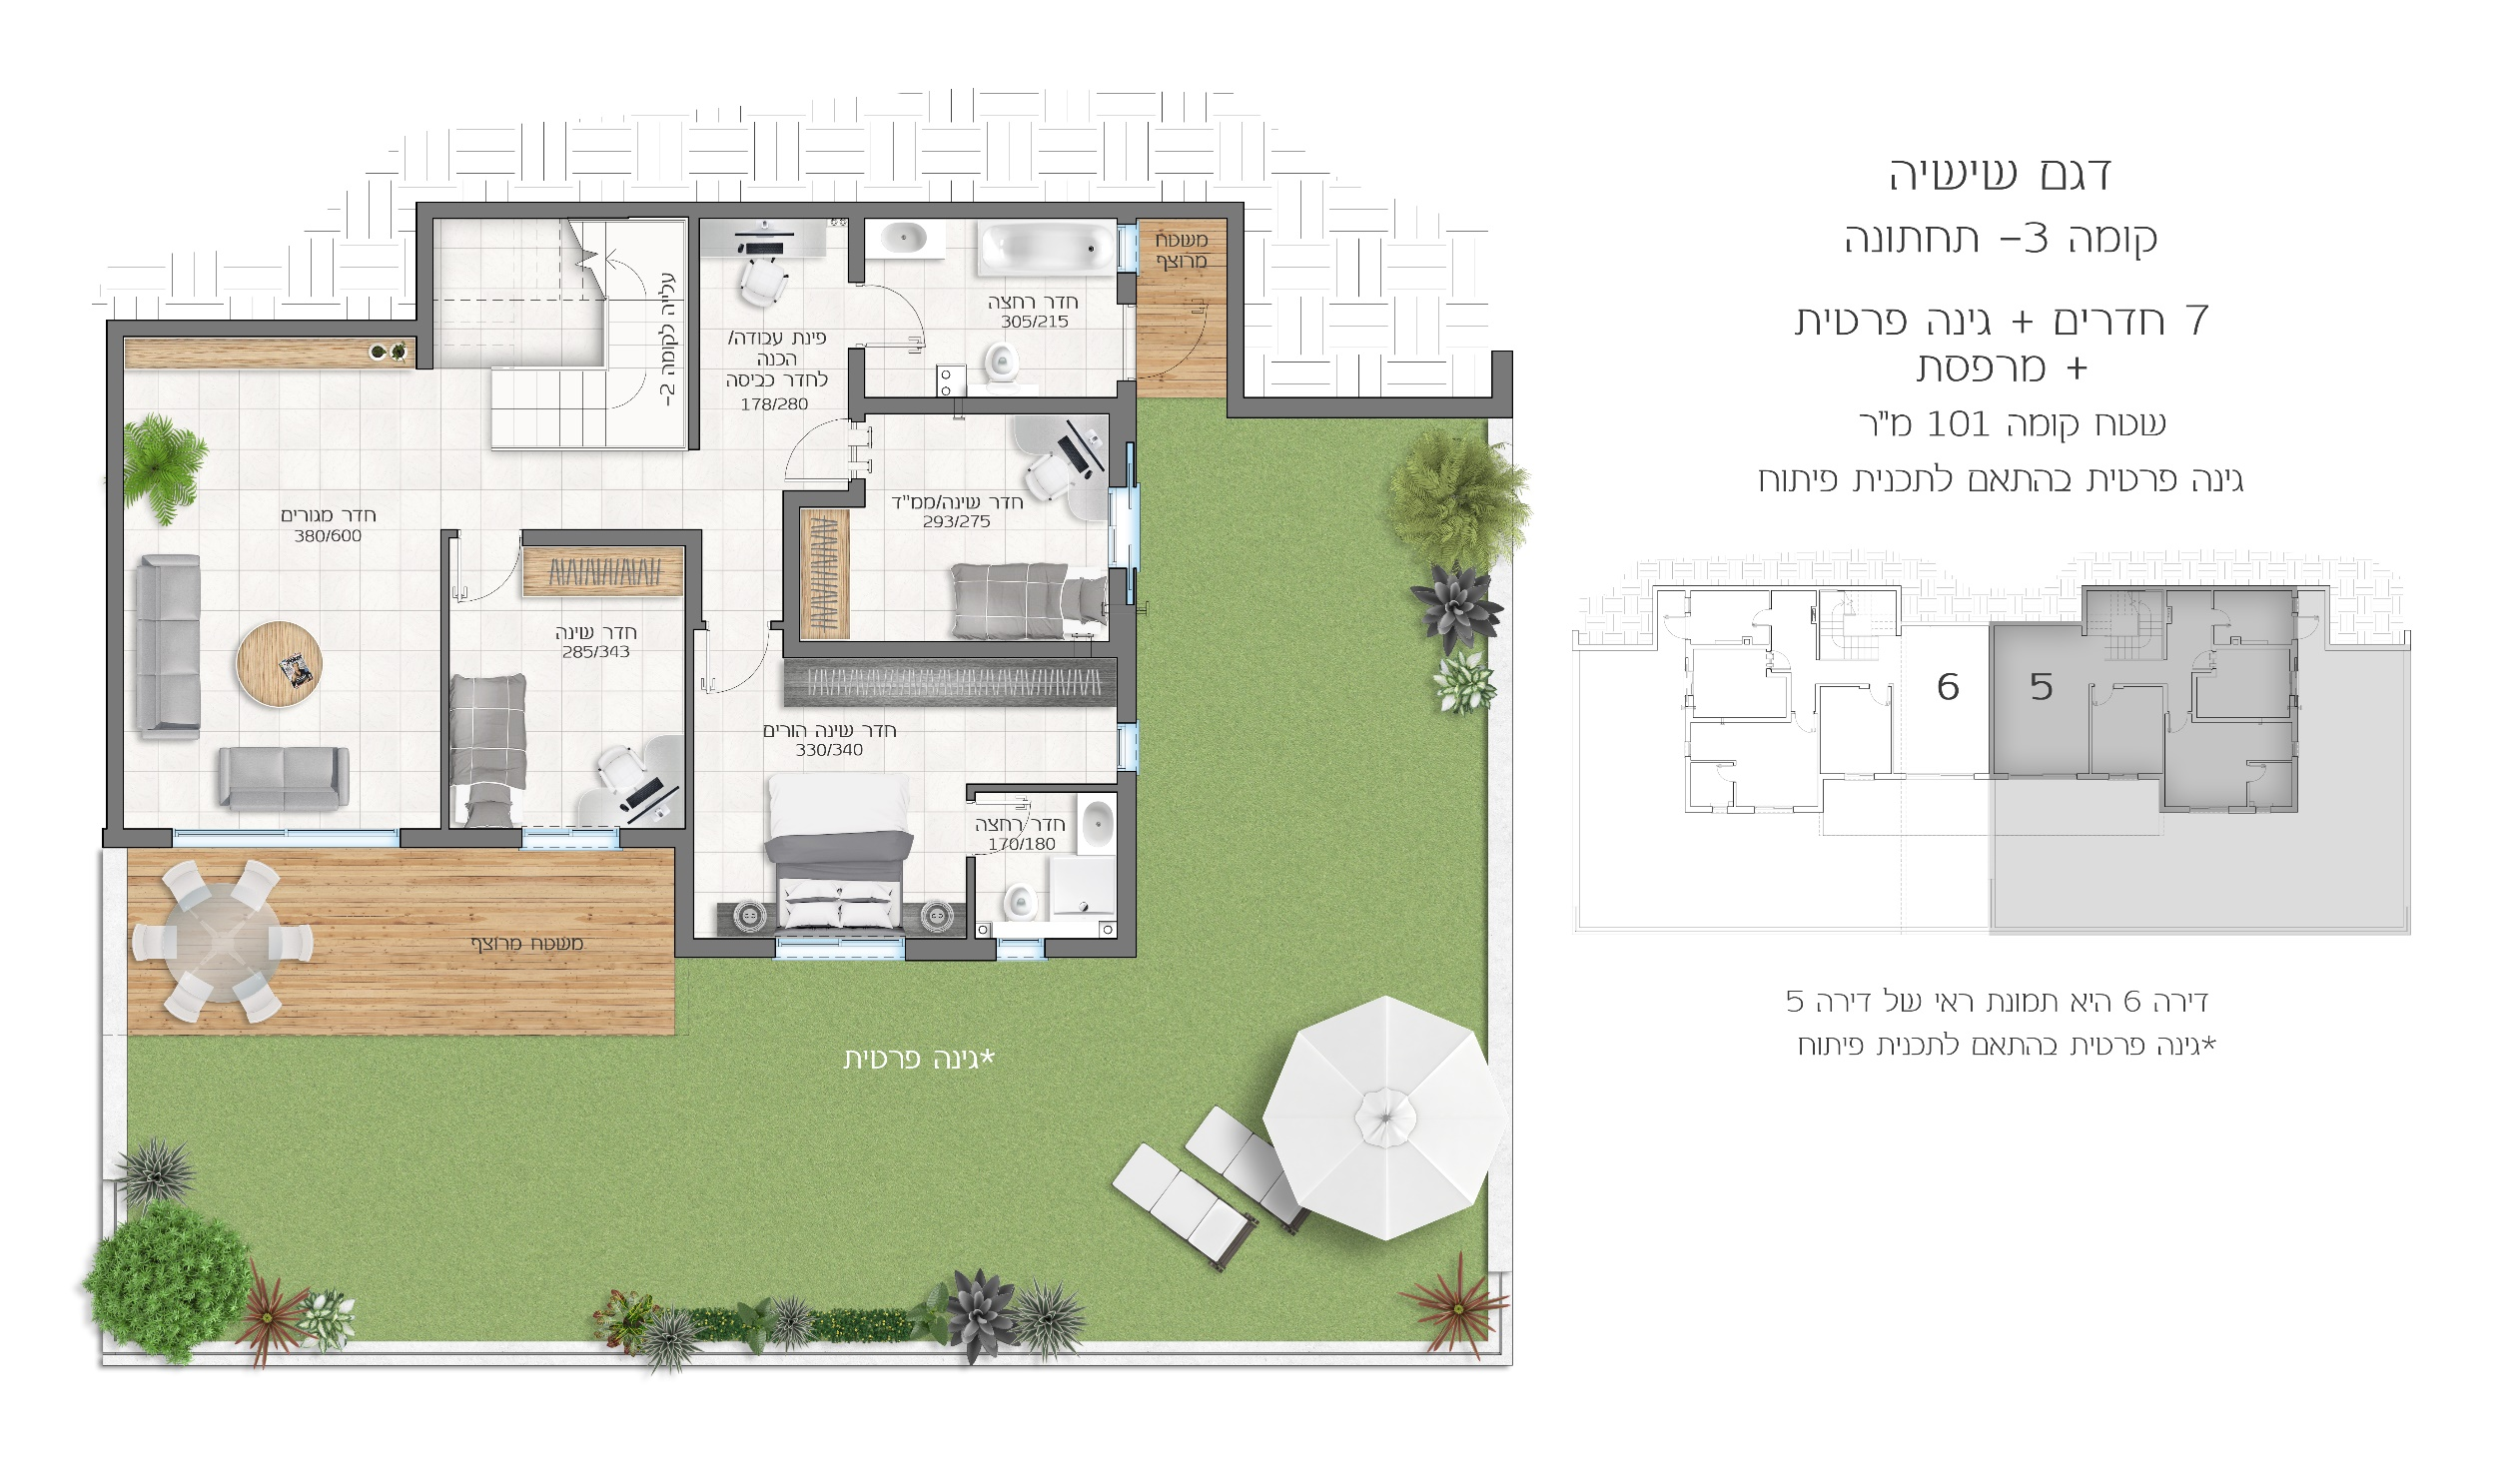 דגם שישיה
קומה 3- תחתונה
7 חדרים + גינה פרטית
+ מרפסת
שטח קומה 101 מ"ר
גינה פרטית בהתאם לתכנית פיתוח
משטח
מרוצף
עלייה לקומה 2-
חדר רחצה
305/215
פינת עבודה/
הכנה
לחדר כביסה
178/280
חדר שינה/ממ"ד
293/275
חדר מגורים
380/600
חדר שינה
285/343
חדר שינה הורים
330/340
חדר רחצה
170/180
משטח מרוצף
*גינה פרטית
6
5
דירה 6 היא תמונת ראי של דירה 5
*גינה פרטית בהתאם לתכנית פיתוח